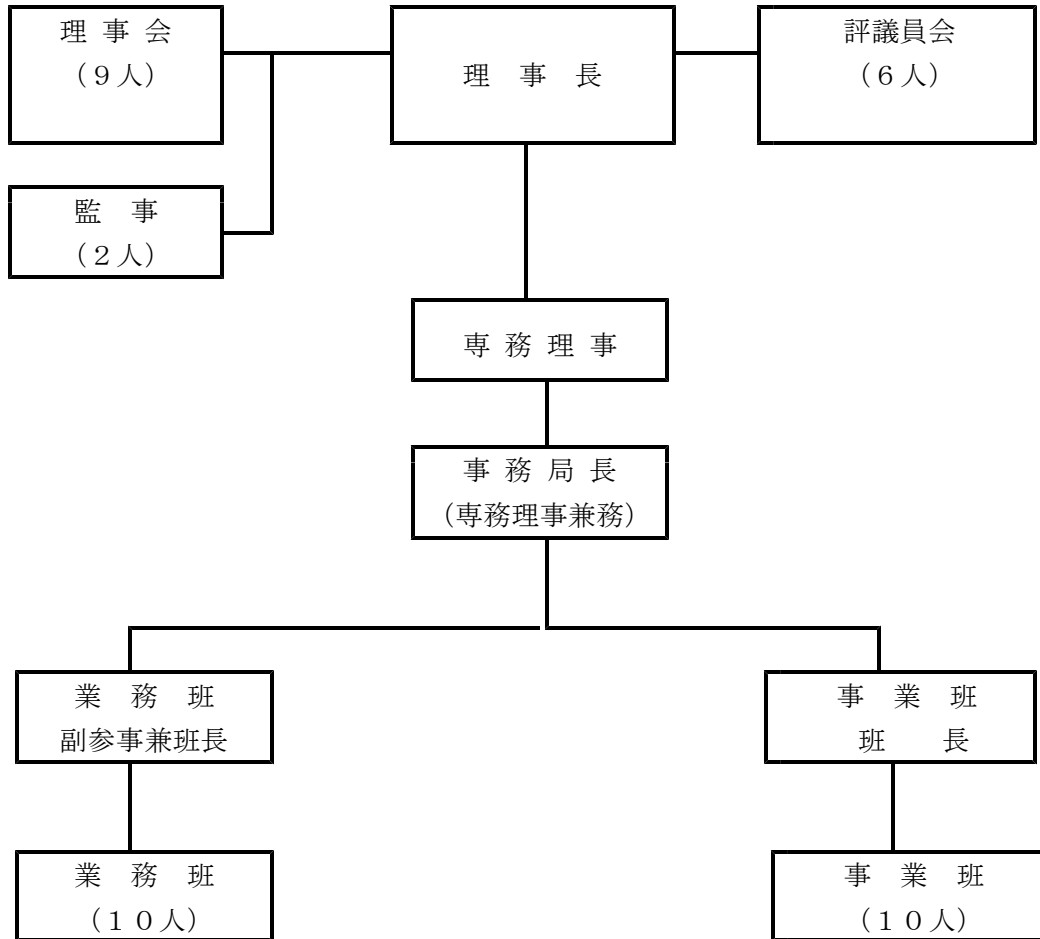 理 事 会
（９人）
理 事 長
評議員会
（６人）
監 事
（２人）
専 務 理 事
事 務 局 長
（専務理事兼務）
業 務 班
副参事兼班長
事 業 班
班 長
業 務 班
（１０人）
事 業 班
（１０人）